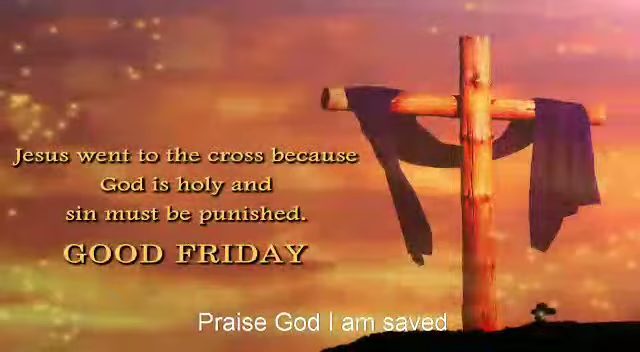 Jesus went to the cross because
God is holy and
sin must be punished.
GOOD FRIDAY
Praise God I am saved